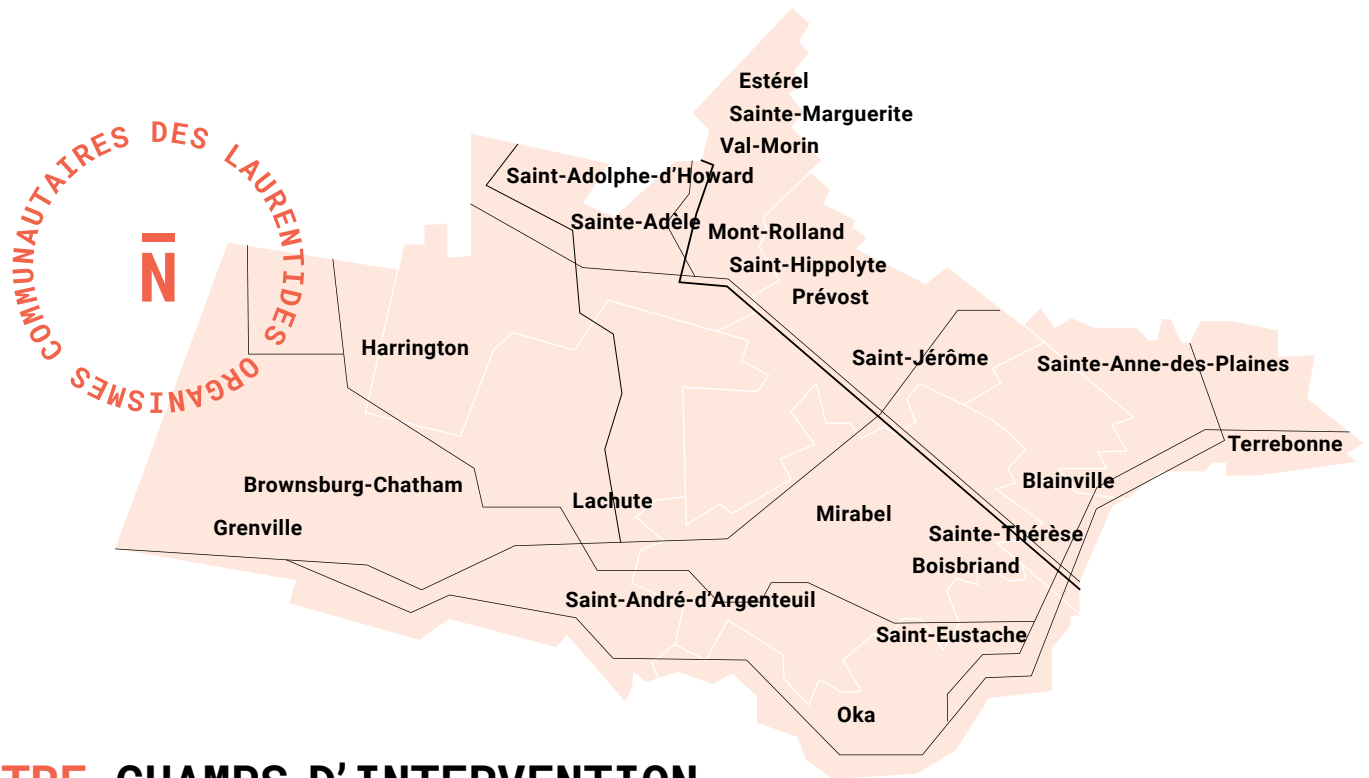 ORGANISMES COMMUNAUTAIRES DES LAURENTIDES
N
Estérel
Sainte-Marguerite
Val-Morin
Saint-Adolphe-d'Howard
Sainte-Adèle
Mont-Rolland
Saint-Hippolyte
Prévost
Harrington
Saint-Jérôme
Sainte-Anne-des-Plaines
Terrebonne
Blainville
Brownsburg-Chatham
Lachute
Mirabel
Grenville
Sainte-Thérèse
Boisbriand
Saint-André-d'Argenteuil
Saint-Eustache
Oka
CHAMPS D'INTERVENTION